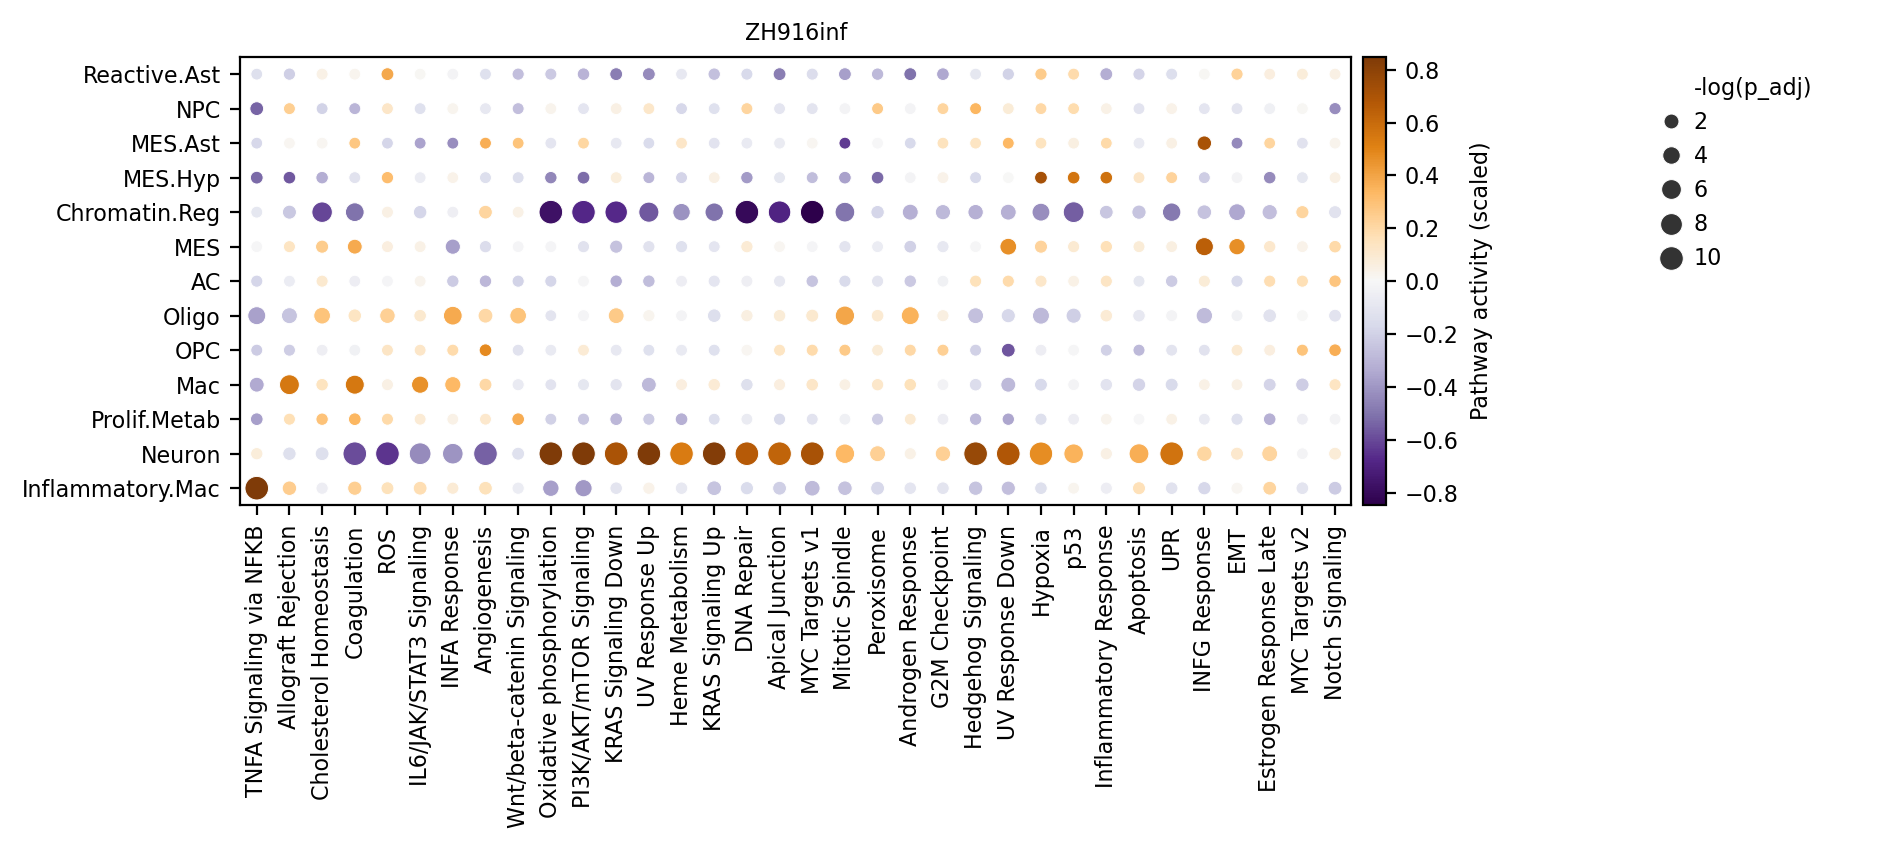 ZH916inf
Reactive.Ast
NPC
MES.Ast
MES.Hyp
Chromatin.Reg
MES
AC
Oligo
OPC
Mac
Prolif.Metab
Neuron
Inflammatory.Mac
TNFA Signaling via NFKB
Allograft Rejection
Cholesterol Homeostasis
Coagulation
ROS
IL6/JAK/STAT3 Signaling
INFA Response
Angiogenesis
Wnt/beta-catenin Signaling
Oxidative phosphorylation
PI3K/AKT/mTOR Signaling
KRAS Signaling Down
UV Response Up
Heme Metabolism
KRAS Signaling Up
DNA Repair
Apical Junction
MYC Targets v1
Mitotic Spindle
Peroxisome
Androgen Response
G2M Checkpoint
Hedgehog Signaling
UV Response Down
Hypoxia
p53
Inflammatory Response
Apoptosis
UPR
INFG Response
EMT
Estrogen Response Late
MYC Targets v2
Notch Signaling
0.8
0.6
0.4
0.2
0.0
−0.2
−0.4
−0.6
−0.8
Pathway activity (scaled)
-log(p_adj)
2
4
6
8
10